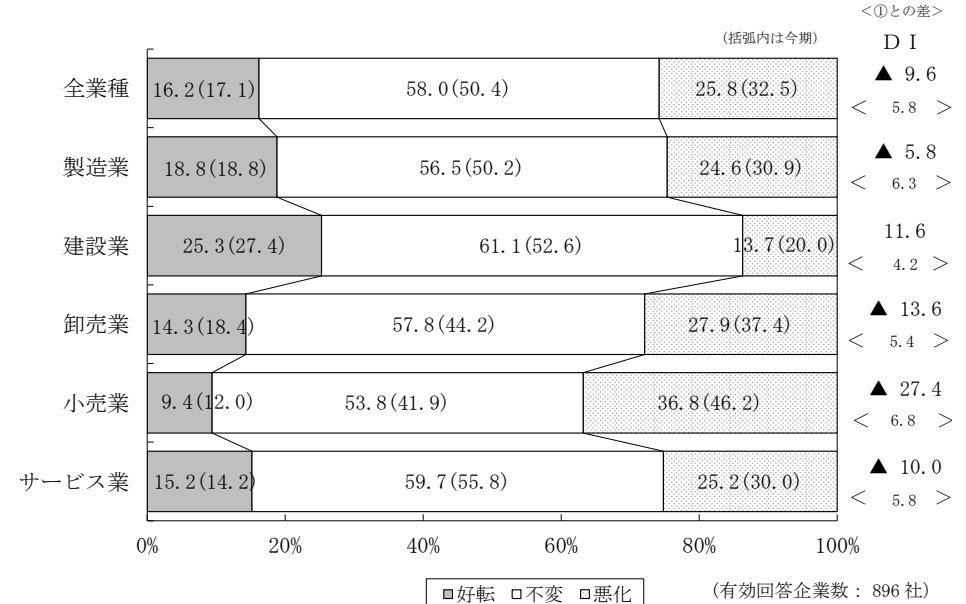 <①との差>
(括弧内は今期) ＤＩ
全業種 16.2(17.1) 58.0(50.4) 25.8(32.5) ▲ 9.6
< 5.8 >
製造業 18.8(18.8) 56.5(50.2) 24.6(30.9) ▲ 5.8
< 6.3 >
建設業 25.3(27.4) 61.1(52.6) 13.7(20.0) 11.6
< 4.2 >
卸売業 14.3(18.4) 57.8(44.2) 27.9(37.4) ▲ 13.6
< 5.4 >
小売業 9.4(12.0) 53.8(41.9) 36.8(46.2) ▲ 27.4
< 6.8 >
サービス業 15.2(14.2) 59.7(55.8) 25.2(30.0) ▲ 10.0
< 5.8 >
0% 20% 40% 60% 80% 100%
好転 不変 悪化 (有効回答企業数：896社)